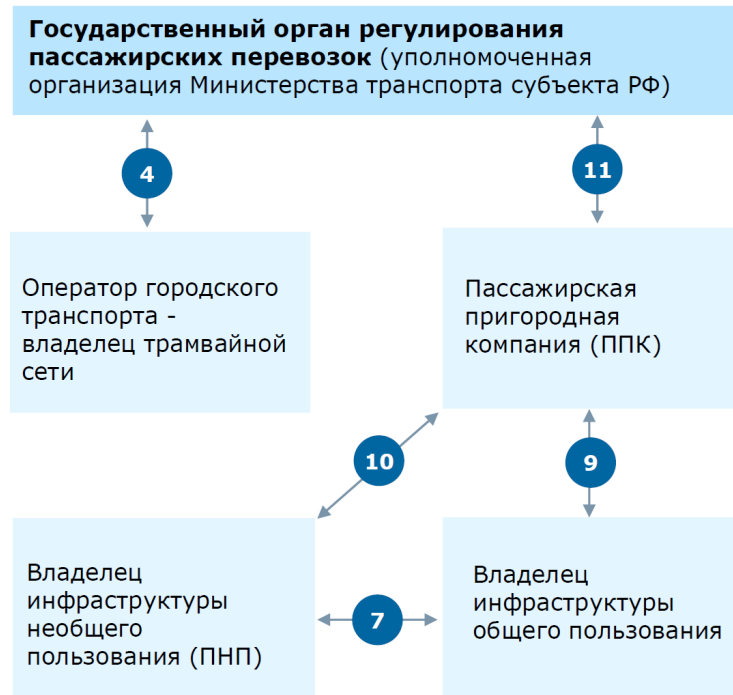 Государственный орган регулирования
пассажирских перевозок (уполномоченная
организация Министерства транспорта субъекта РФ)
4
11
Оператор городского
транспорта -
владелец трамвайной
сети
Пассажирская
пригородная
компания (ППК)
10
9
Владелец
инфраструктуры
необщего
пользования (ПНП)
7
Владелец
инфраструктуры
общего пользования